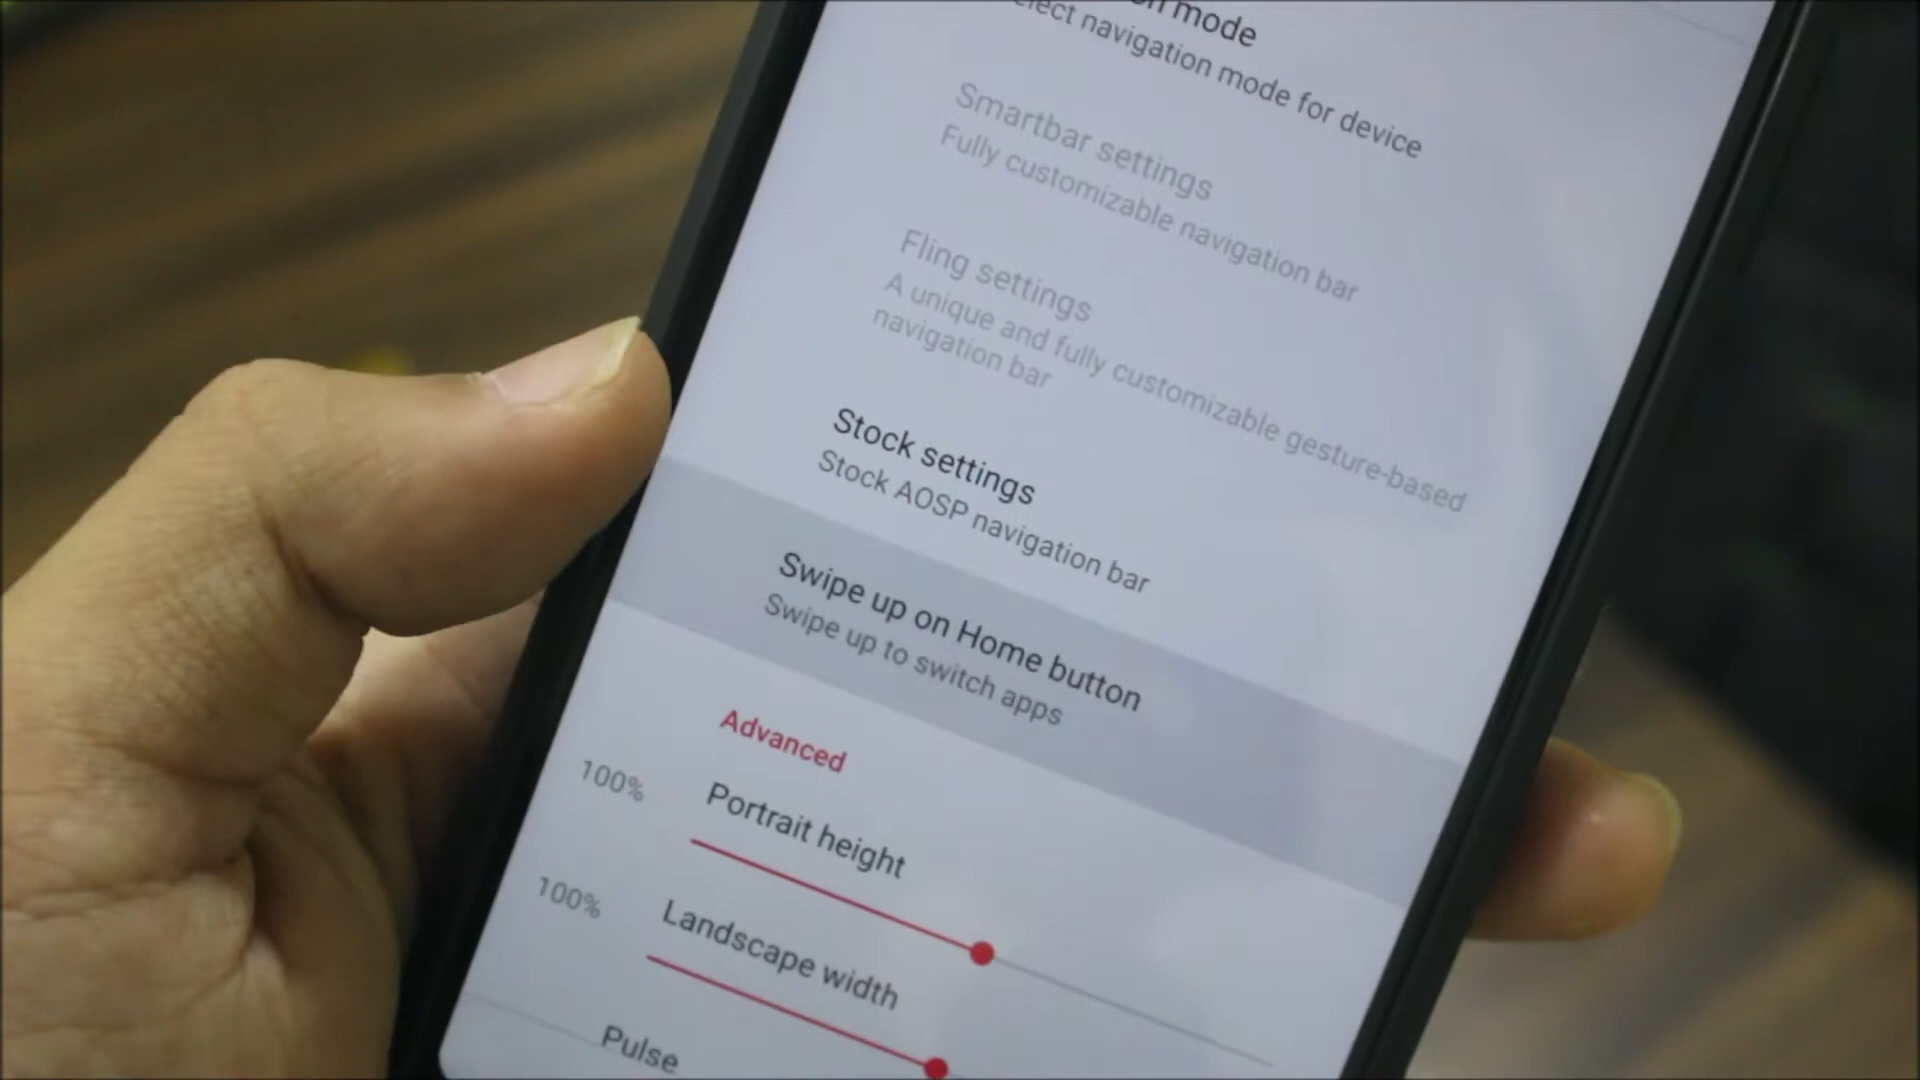 mode
navigation mode for device
Smartbar settings
Fully customizable navigation bar
Fling settings
A unique and fully customizable gesture-based
navigation bar
Stock settings
Stock AOSP navigation bar
Swipe up on Home button
Swipe up to switch apps
Advanced
100%
Portrait height
100%
Landscape width
Pulse